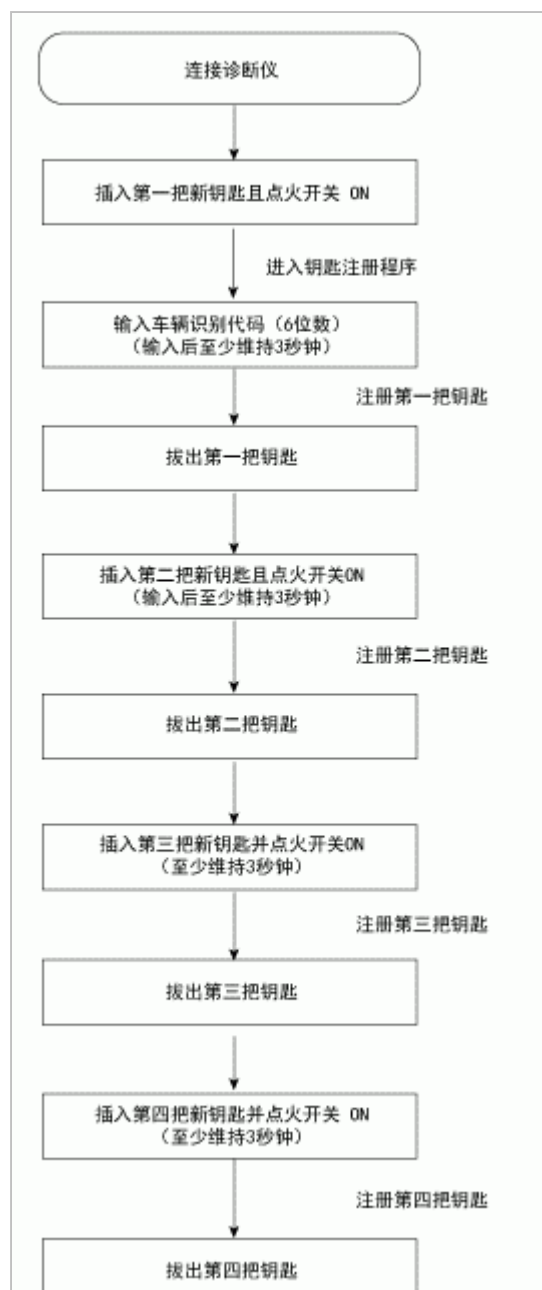 连接诊断仪
插入第一把新钥匙且点火开关 ON
进入钥匙注册程序
输入车辆识别代码（6位数）
（输入后至少维持3秒钟）
注册第一把钥匙
拔出第一把钥匙
插入第二把新钥匙且点火开关ON
（输入后至少维持3秒钟）
注册第二把钥匙
拔出第二把钥匙
插入第三把新钥匙并点火开关ON
（至少维持3秒钟）
注册第三把钥匙
拔出第三把钥匙
插入第四把新钥匙并点火开关 ON
（至少维持3秒钟）
注册第四把钥匙
拔出第四把钥匙